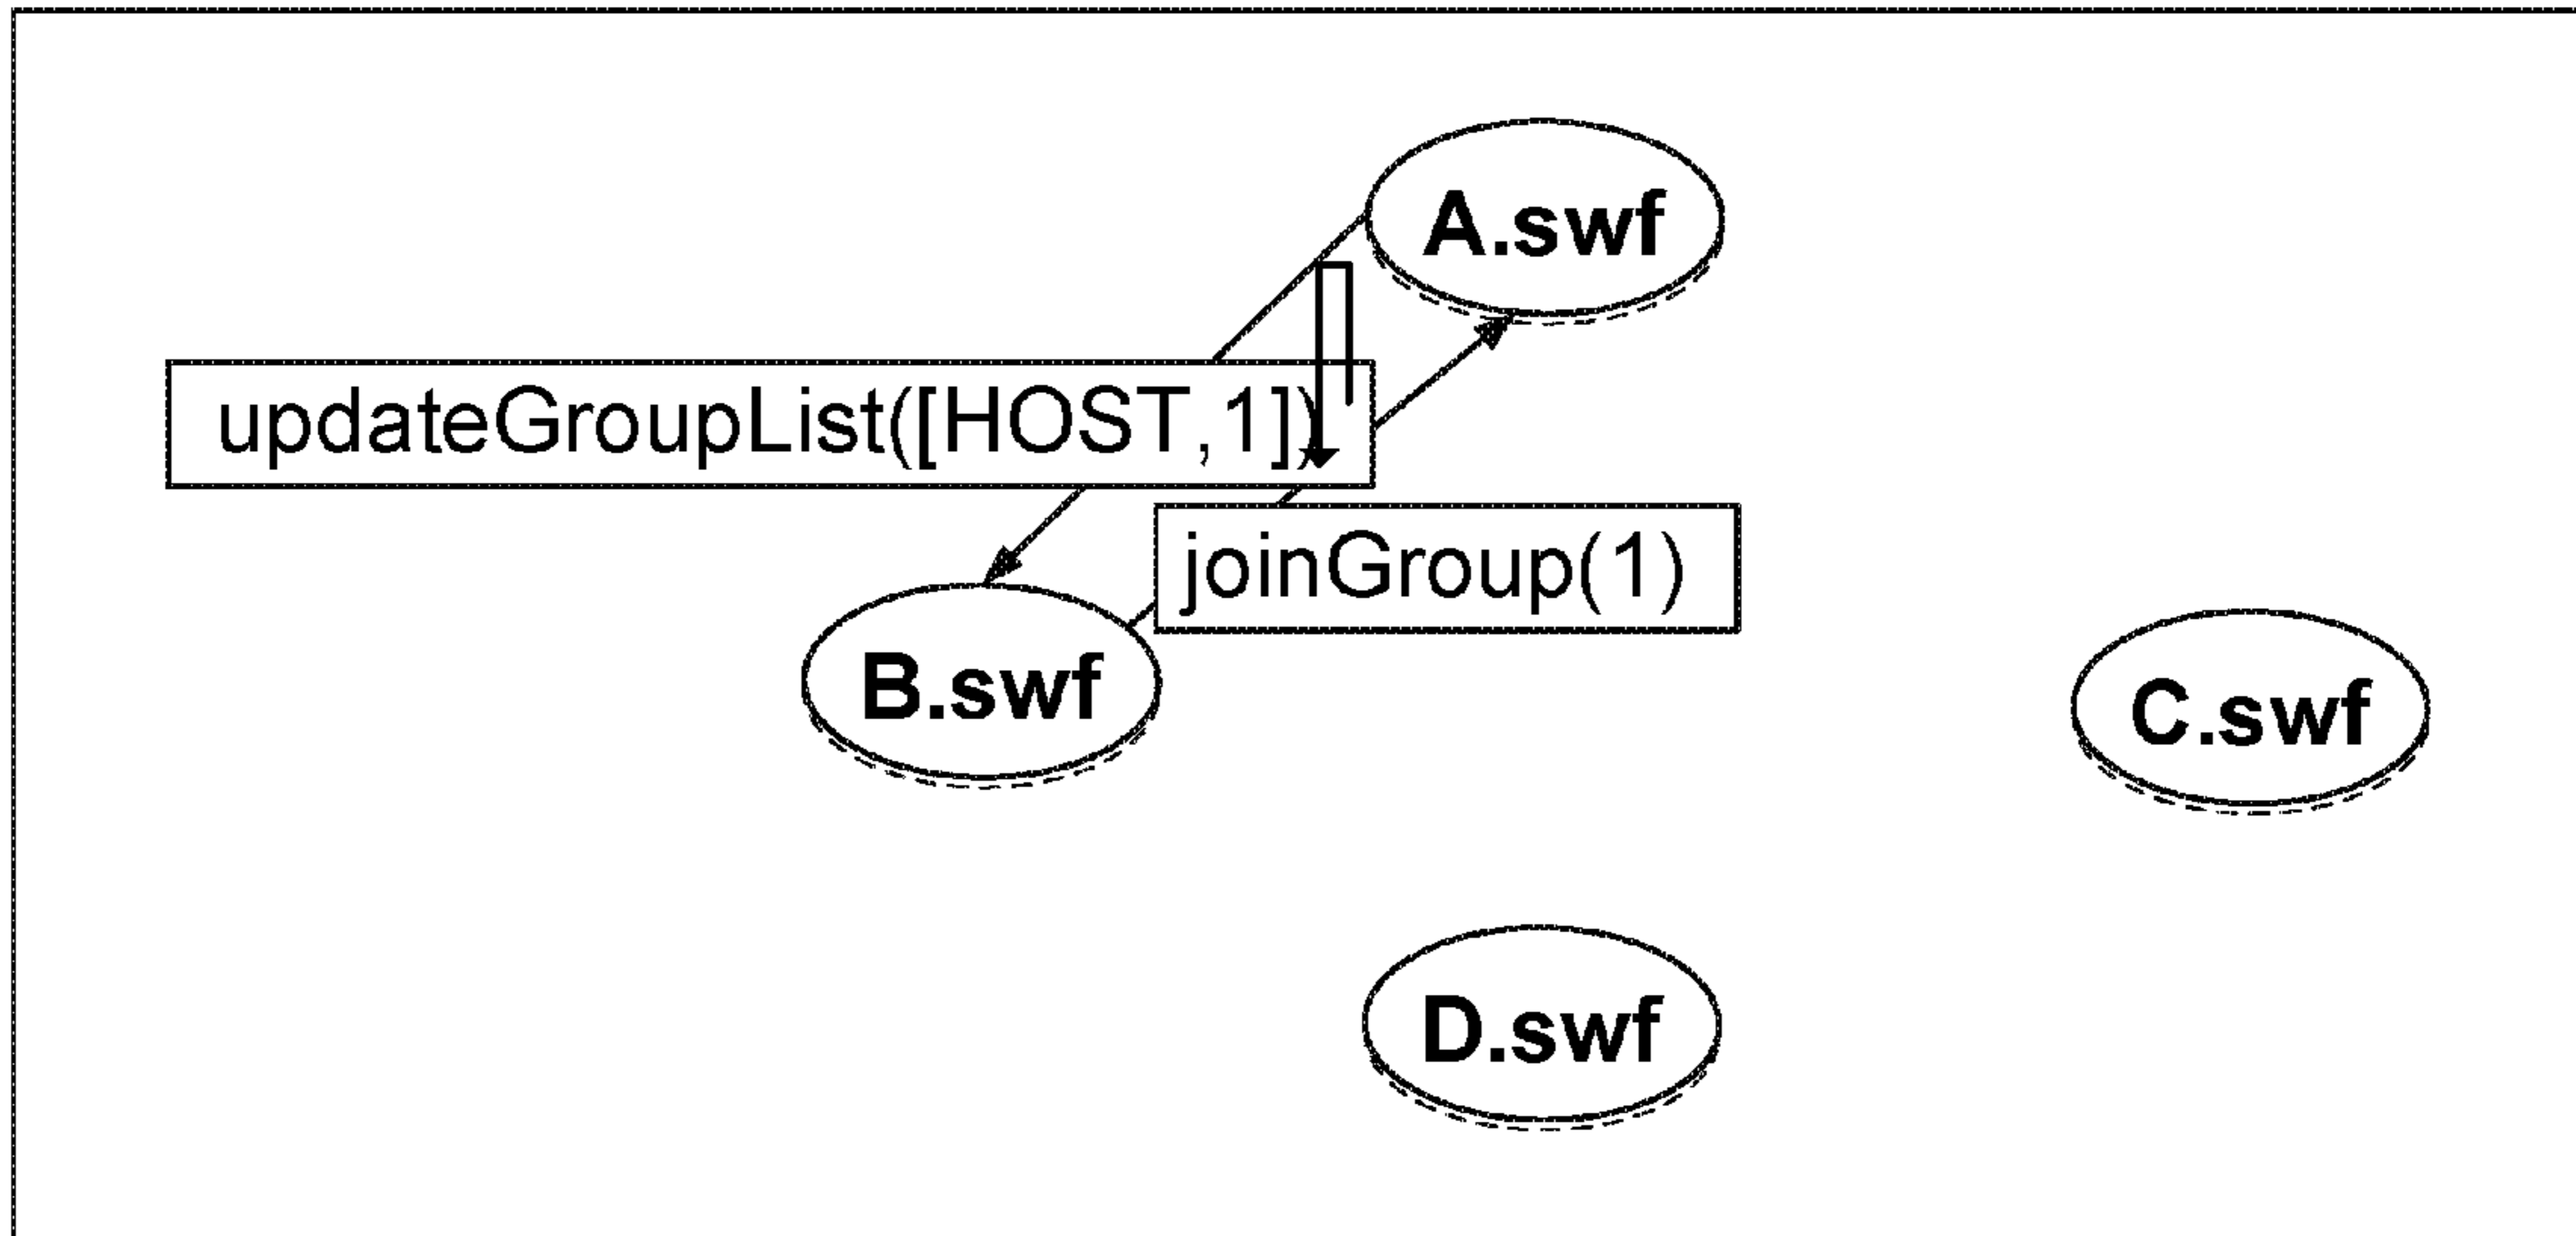 A.swf
updateGroupList([HOST,1])
joinGroup(1)
B.swf
C.swf
D.swf